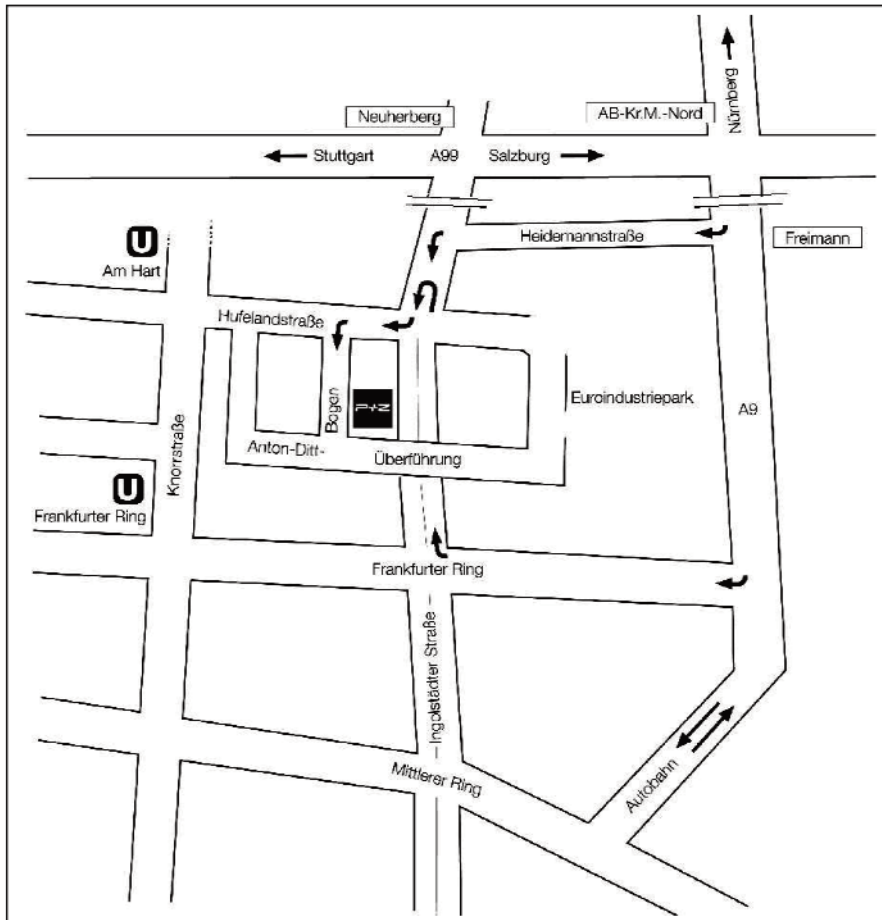 Nürnberg
Neuherberg
AB-Kr.M.-Nord
Stuttgart
A99
Salzburg
U
Am Hart
Heidemannstraße
Freimann
Hufelandstraße
Bogen
P+Z
Euroindustriepark
A9
Knorrstraße
Anton-Ditt-
Überführung
U
Frankfurter Ring
Frankfurter Ring
Ingolstädter Straße
Mittlerer Ring
Autobahn